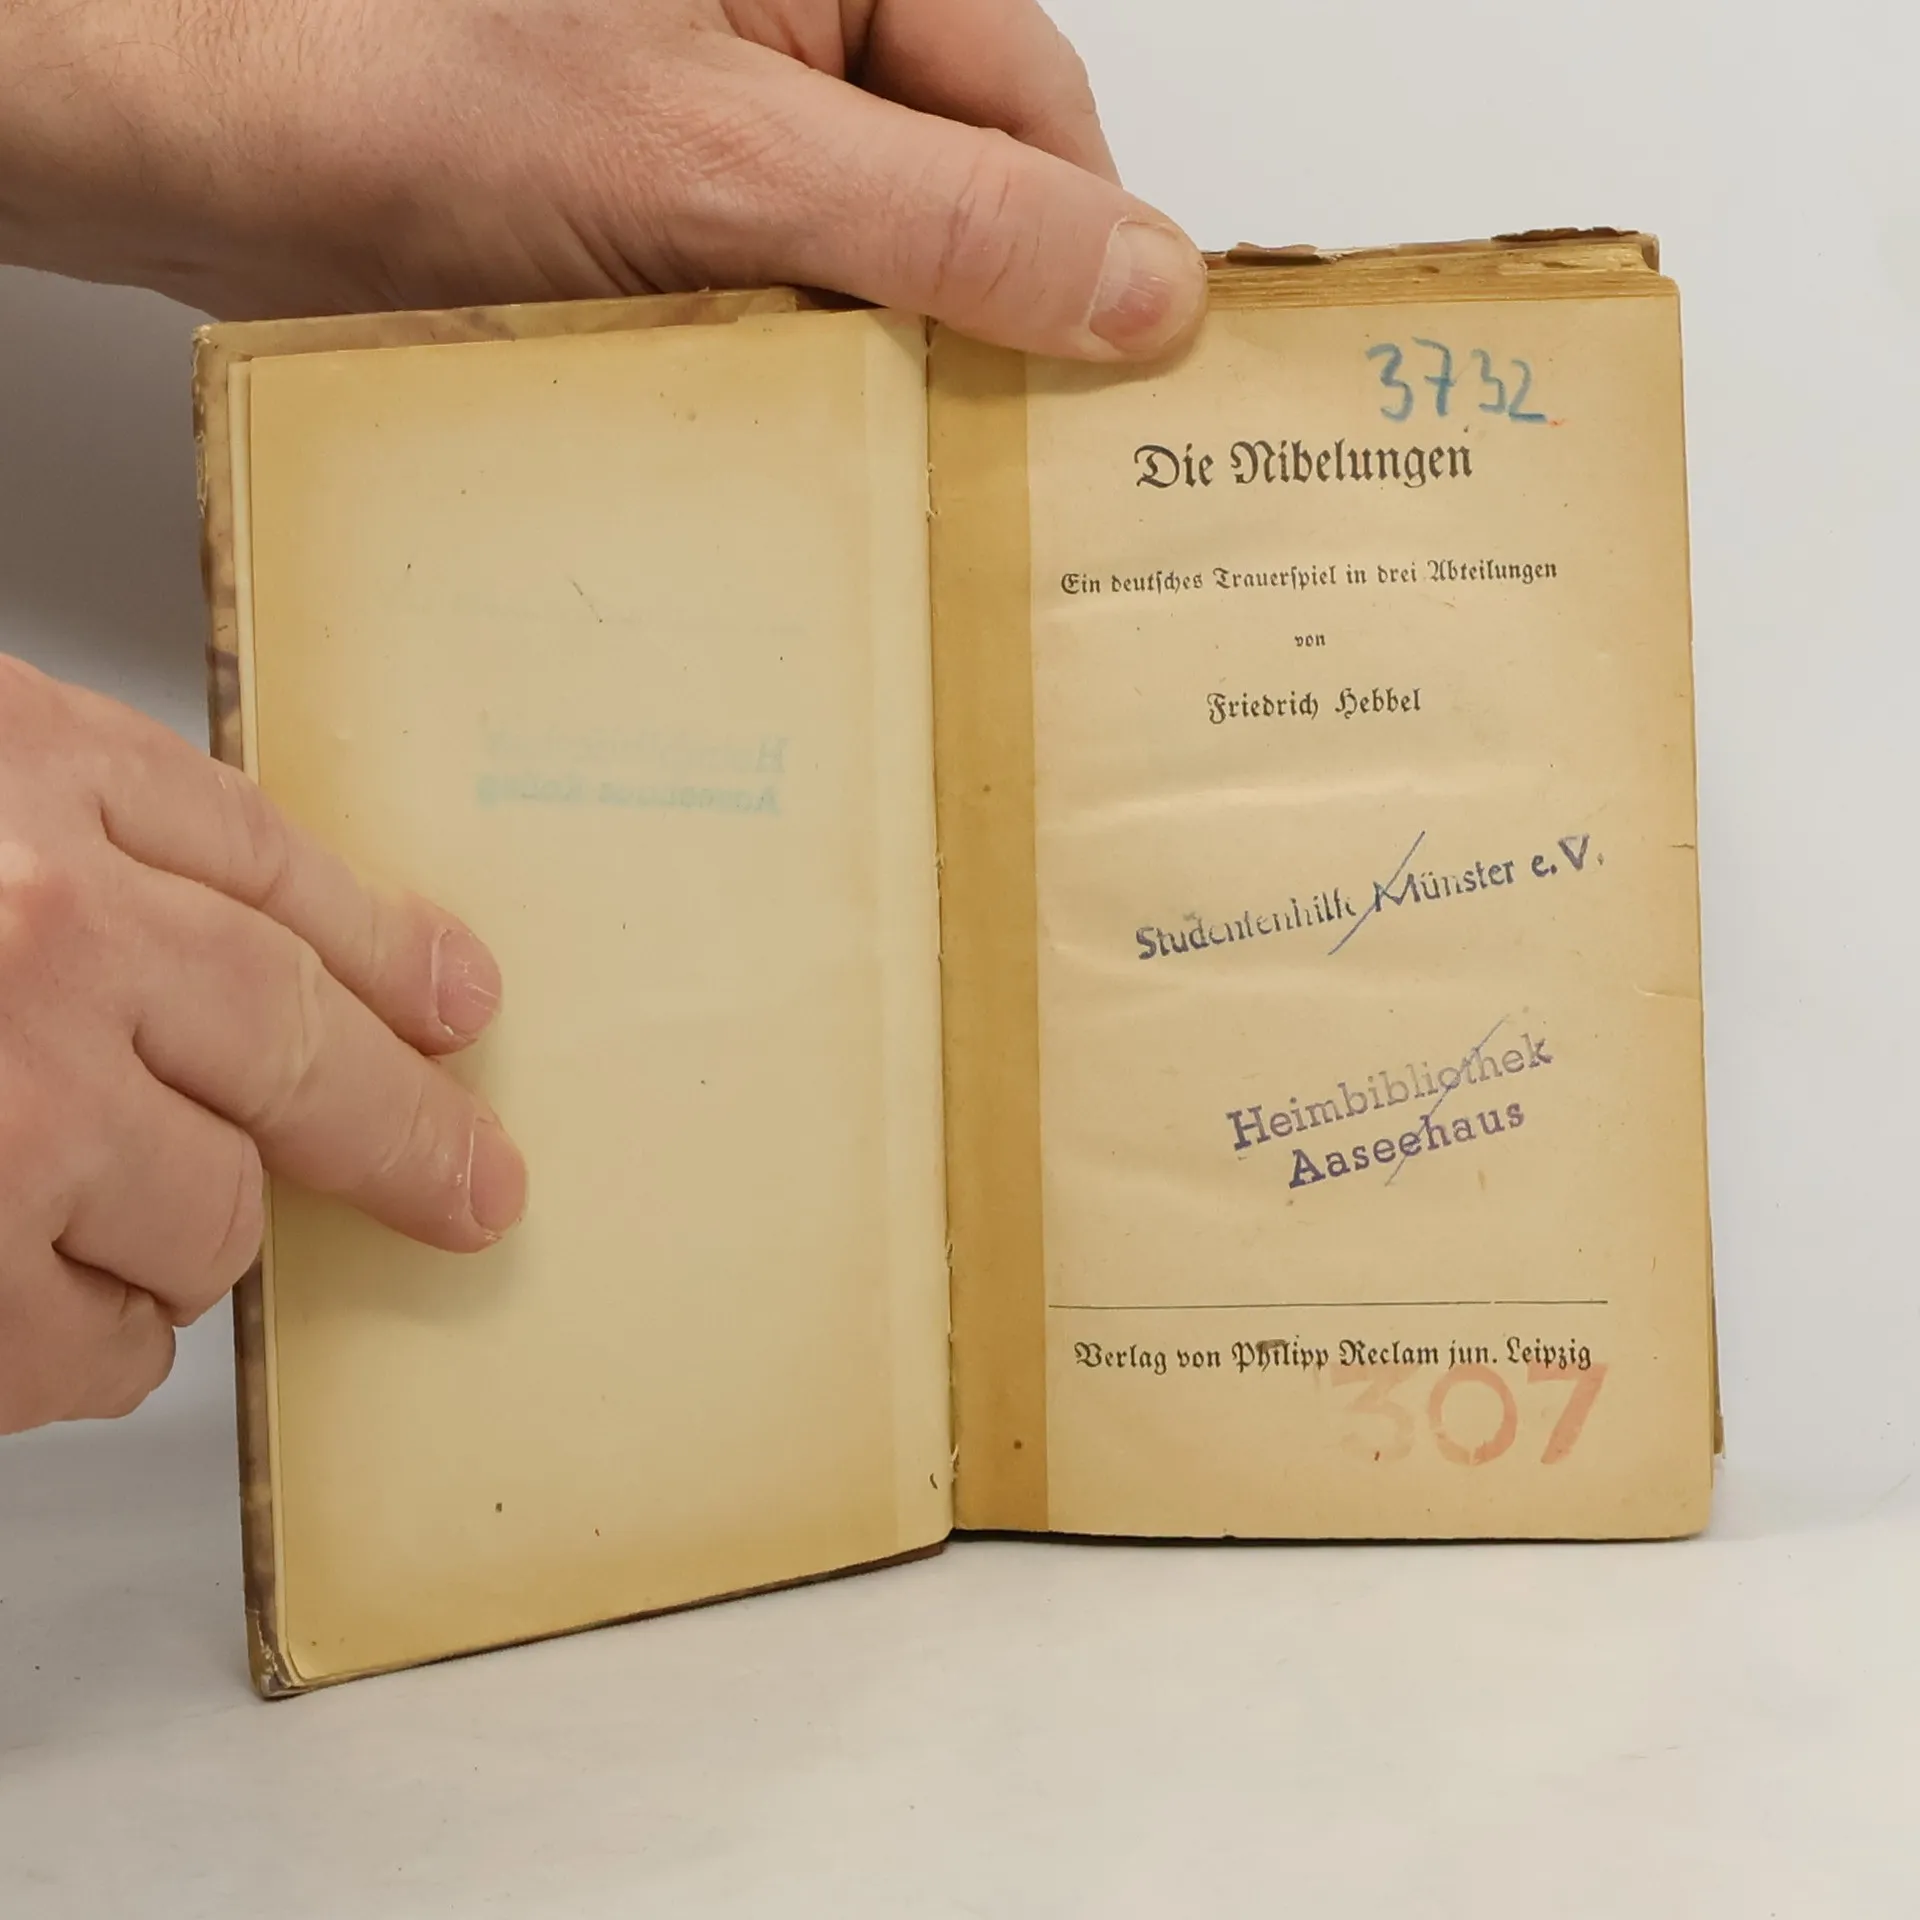 3732
Die Nibelungen
Ein deutsches Trauerspiel in drei Abteilungen
von
Friedrich Hebbel
Studentenhilfe Münster e.V.
Heimbibliothek
Aaseehaus
Verlag von Philipp Reclam jun. Leipzig
307